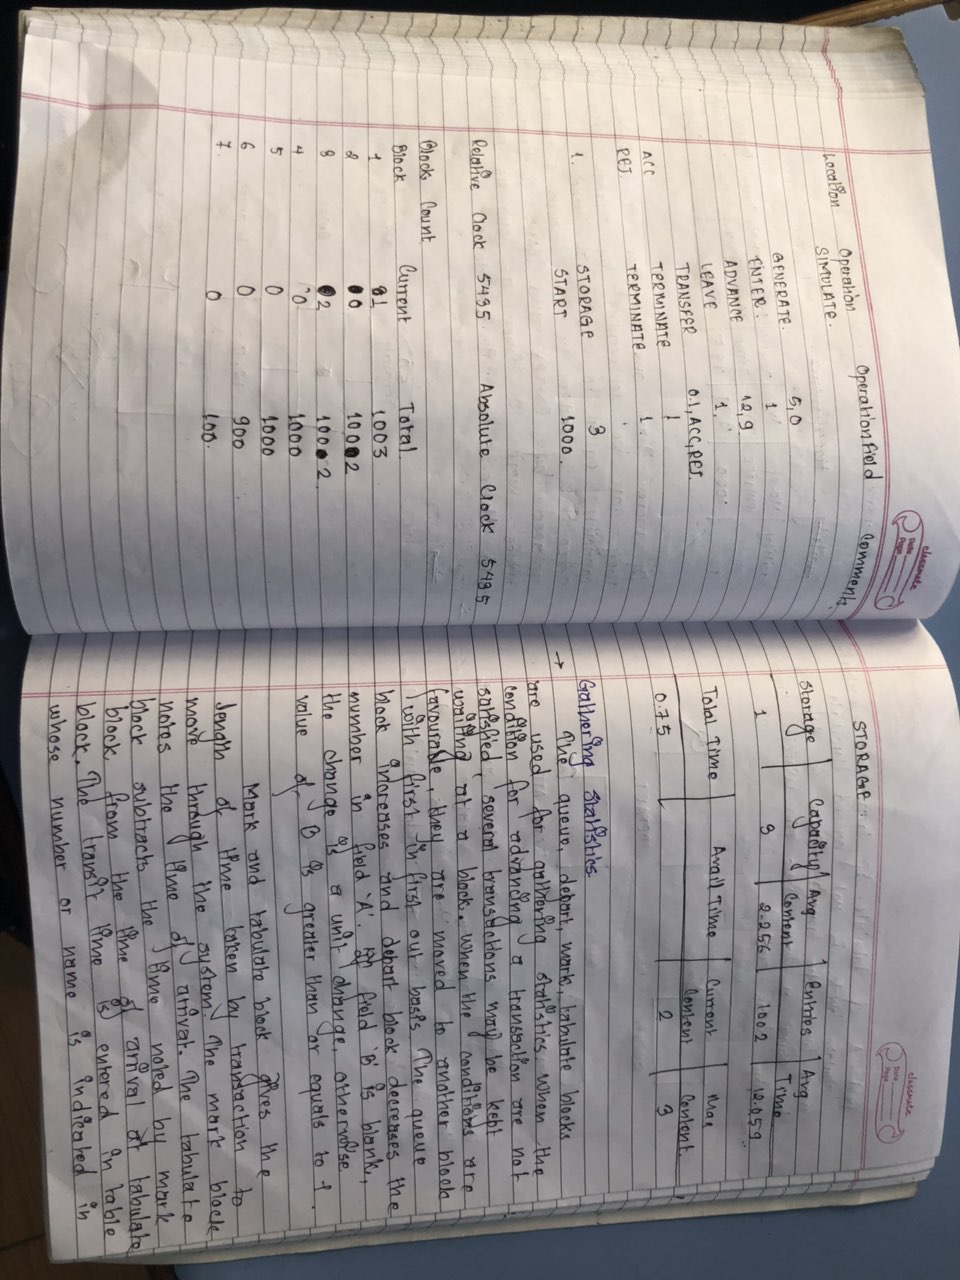 classmate
Date
Page
Location Operation Operation field Comments
SIMULATE.
GENERATE. 5,0
ENTER. 1
ADVANCE 12,9
LEAVE 1.
TRANSFER 0.1, ACC, REJ.
TERMINATE 1
ACC TERMINATE 1.
REJ.
STORAGE 3
1. START 1000.
Relative Clock 5495. Absolute Clock 5495
Block Count
Block Current Total
1 1 1003
2 0 1002
3 2 1002.
4 0 1000
5 0 1000
6 0 900
7. 0 100.
classmate
Date
Page
STORAGE
Storage Capacity Avg Content Entries Avg Time
1 3 2.256 1002 12.059
Total Time Avail Time Current Content Max Content.
0.75 2 3
→ Gathering statistics
The queue, depart, mark, tabulate blocks
are used for gathering statistics when the
condition for advancing a transaction are not
satisfied, several transactions may be kept
waiting at a block. When the conditions are
favourable, they are moved to another block
with first in first out basis. The queue
block increases and depart block decreases the
number in field 'A'. If field 'B' is blank,
the change is a unit change, otherwise
value of B is greater than or equals to 1.
Mark and tabulate block gives the
length of time taken by transaction to
move through the system. The mark block
notes the time of arrival. The tabulate
block subtracts the time noted by mark
block from the time of arrival at tabulate
block. The transit time is entered in table
whose number or name is indicated in